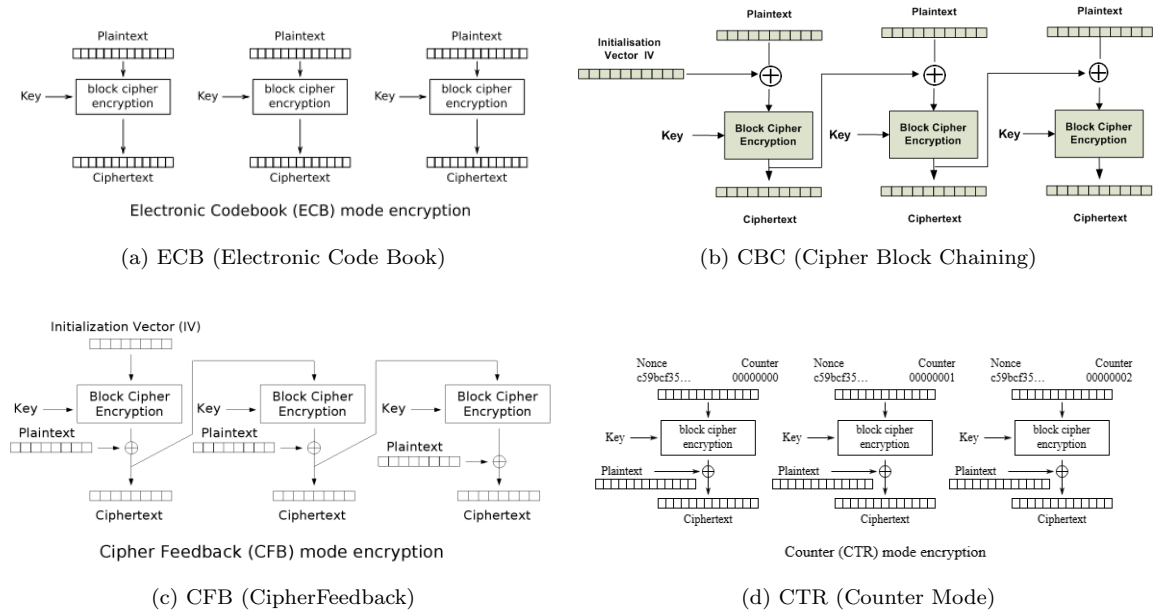 Plaintext Plaintext Plaintext
Key block cipher encryption Key block cipher encryption Key block cipher encryption
Ciphertext Ciphertext Ciphertext
Electronic Codebook (ECB) mode encryption
(a) ECB (Electronic Code Book)
Plaintext Plaintext Plaintext
Initialisation
Vector IV
Key Block Cipher Encryption Key Block Cipher Encryption Key Block Cipher Encryption
Ciphertext Ciphertext Ciphertext
(b) CBC (Cipher Block Chaining)
Initialization Vector (IV)
Key Block Cipher Encryption Key Block Cipher Encryption Key Block Cipher Encryption
Plaintext Plaintext Plaintext
Ciphertext Ciphertext Ciphertext
Cipher Feedback (CFB) mode encryption
(c) CFB (CipherFeedback)
Nonce Counter Nonce Counter Nonce Counter
c59bcf35... 00000000 c59bcf35... 00000001 c59bcf35... 00000002
Key block cipher encryption Key block cipher encryption Key block cipher encryption
Plaintext Plaintext Plaintext
Ciphertext Ciphertext Ciphertext
Counter (CTR) mode encryption
(d) CTR (Counter Mode)